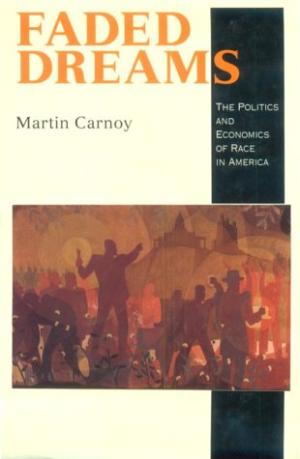 FADED
DREAMS
Martin Carnoy
THE POLITICS
AND
ECONOMICS
OF RACE
IN AMERICA